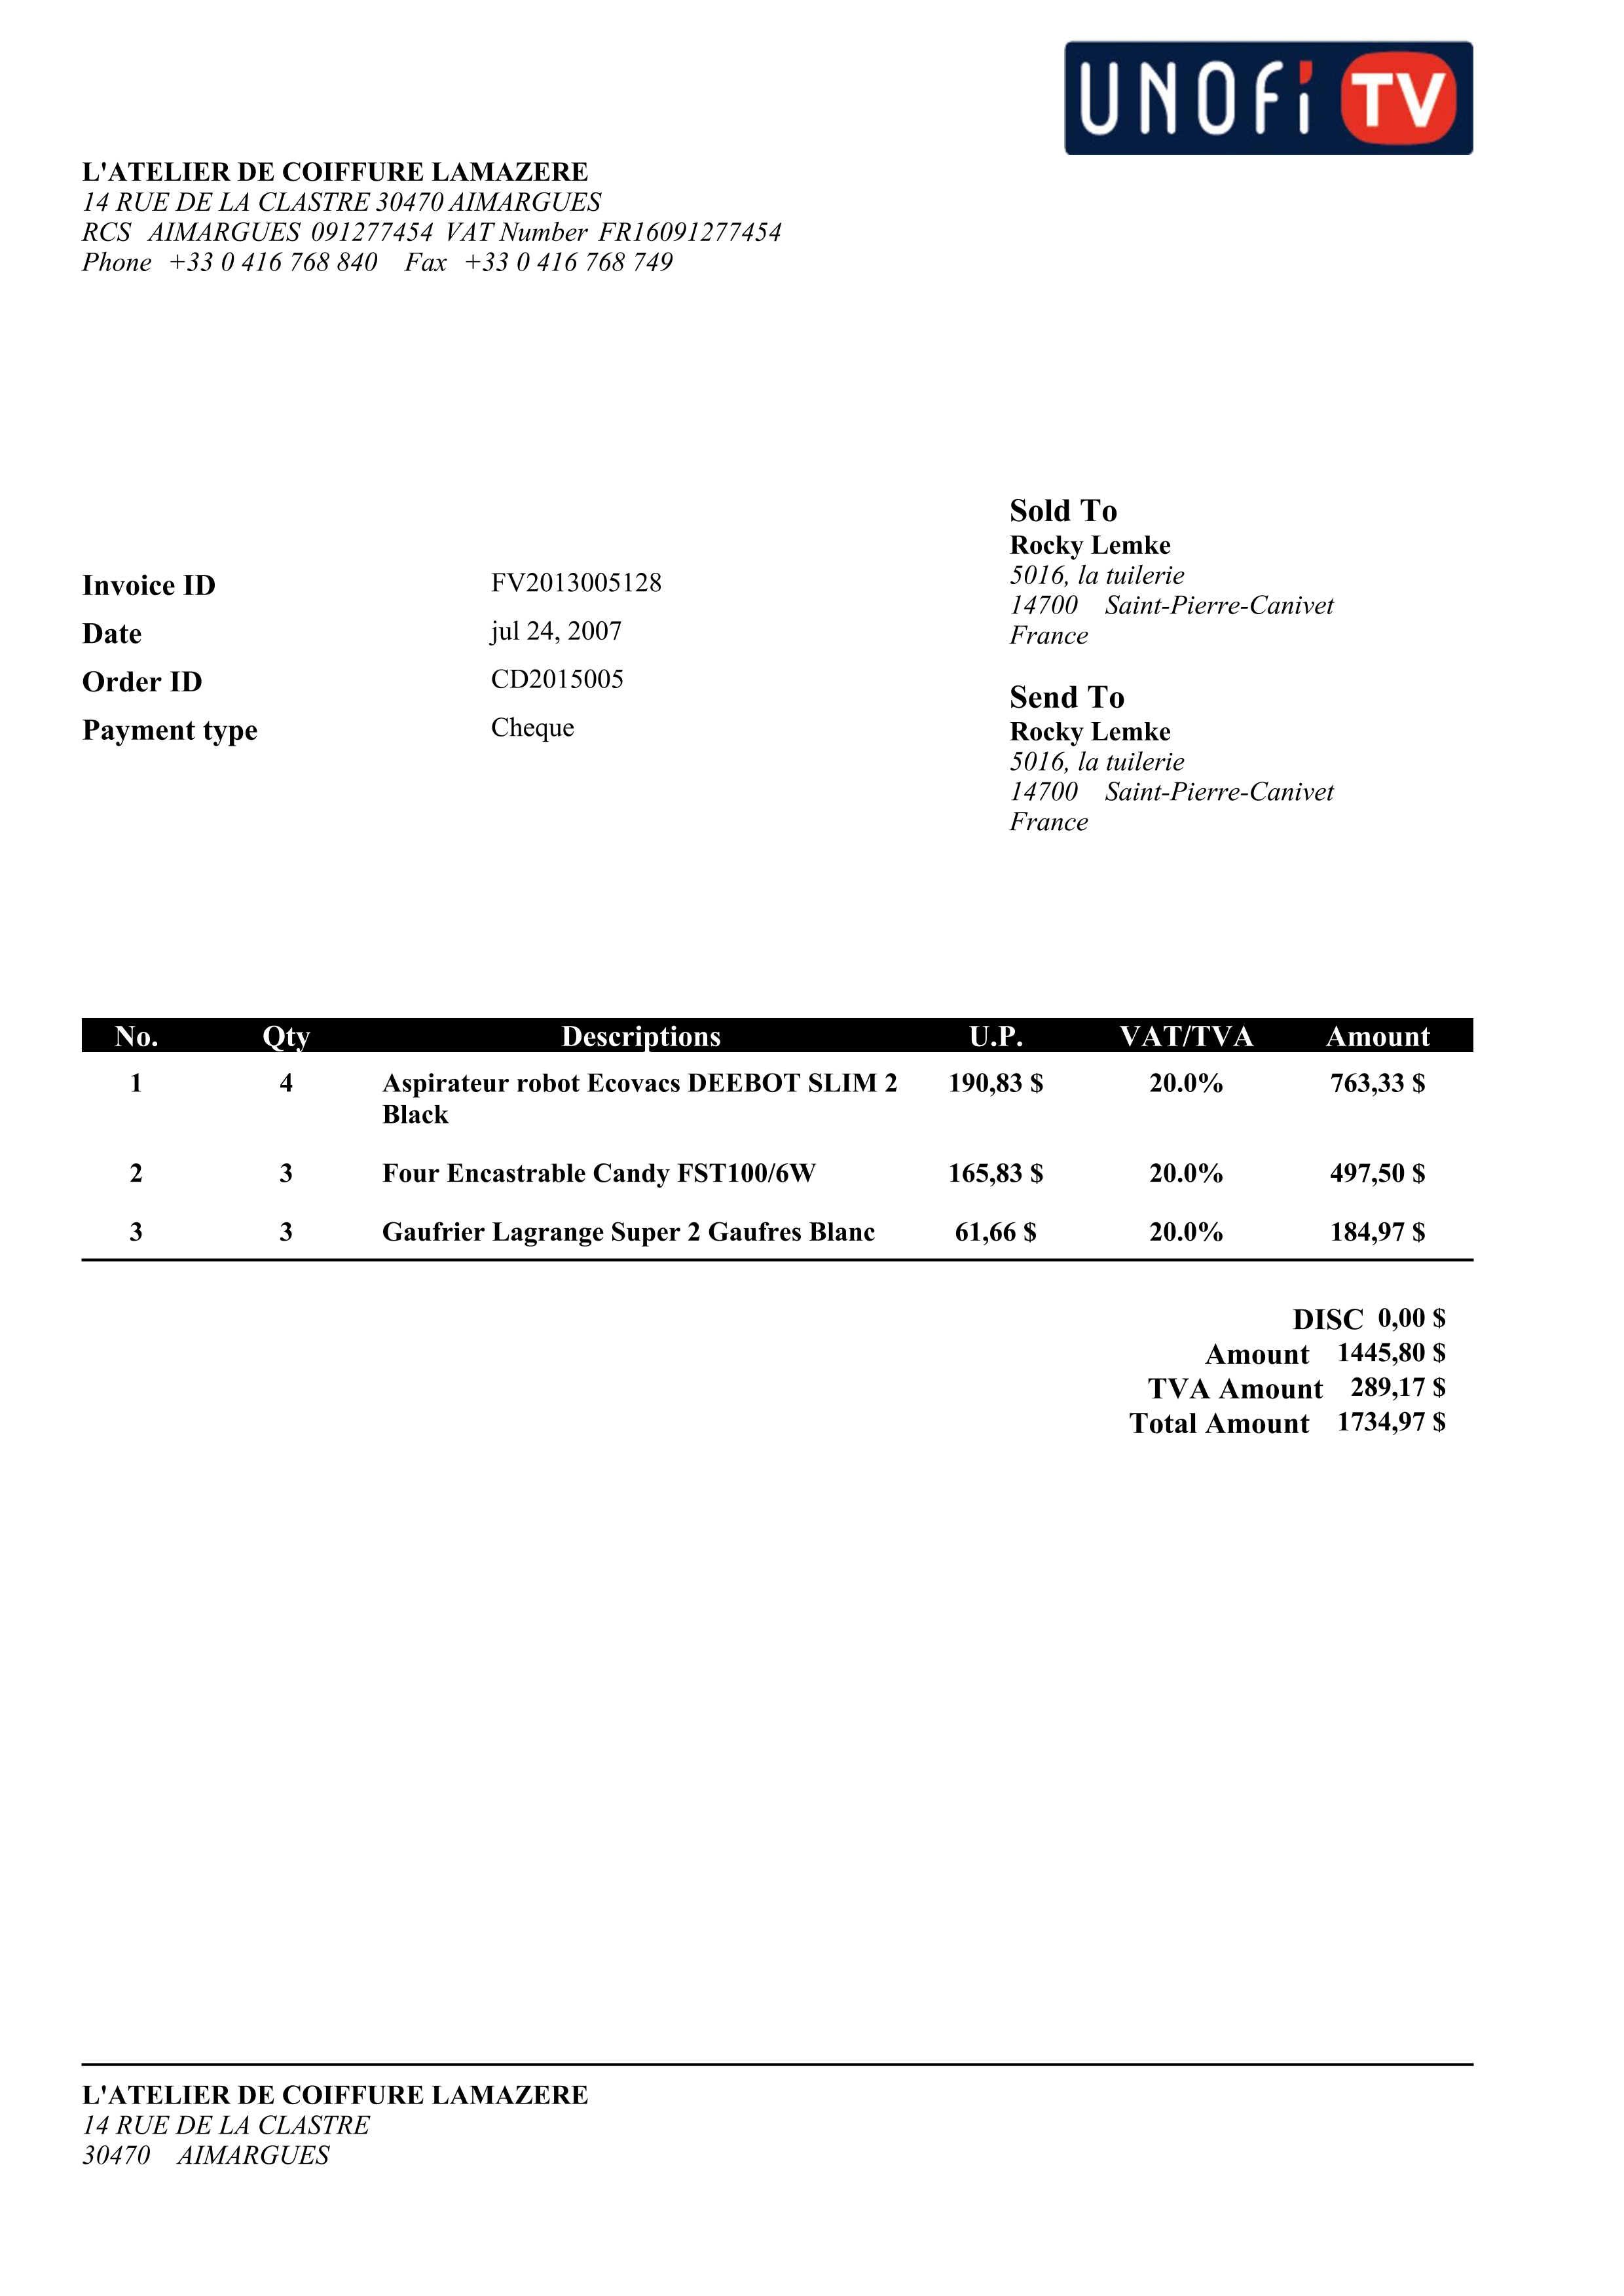 UNOFi TV
L'ATELIER DE COIFFURE LAMAZERE
14 RUE DE LA CLASTRE 30470 AIMARGUES
RCS AIMARGUES 091277454 VAT Number FR16091277454
Phone +33 0 416 768 840 Fax +33 0 416 768 749
Sold To
Rocky Lemke
5016, la tuilerie
14700 Saint-Pierre-Canivet
France
Invoice ID FV2013005128
Date jul 24, 2007
Order ID CD2015005
Payment type Cheque
Send To
Rocky Lemke
5016, la tuilerie
14700 Saint-Pierre-Canivet
France
No. Qty Descriptions U.P. VAT/TVA Amount
1 4 Aspirateur robot Ecovacs DEEBOT SLIM 2 190,83 $ 20.0% 763,33 $
Black
2 3 Four Encastrable Candy FST100/6W 165,83 $ 20.0% 497,50 $
3 3 Gaufrier Lagrange Super 2 Gaufres Blanc 61,66 $ 20.0% 184,97 $
DISC 0,00 $
Amount 1445,80 $
TVA Amount 289,17 $
Total Amount 1734,97 $
L'ATELIER DE COIFFURE LAMAZERE
14 RUE DE LA CLASTRE
30470 AIMARGUES